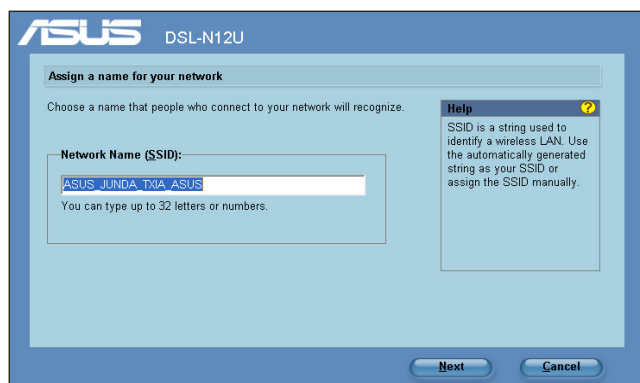 ASUS DSL-N12U
Assign a name for your network
Choose a name that people who connect to your network will recognize.
Network Name (SSID):
ASUS_JUNDA_TXIA_ASUS
You can type up to 32 letters or numbers.
Help ?
SSID is a string used to
identify a wireless LAN. Use
the automatically generated
string as your SSID or
assign the SSID manually.
Next Cancel